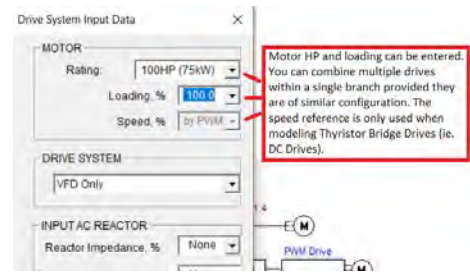 Drive System Input Data
MOTOR
Rating: 100HP (75kW)
Loading, % 100.0
Speed, % by PWM
Motor HP and loading can be entered.
You can combine multiple drives
within a single branch provided they
are of similar configuration. The
speed reference is only used when
modeling Thyristor Bridge Drives (ie.
DC Drives).
DRIVE SYSTEM
VFD Only
INPUT AC REACTOR
Reactor Impedance, % None
M
PWM Drive
M